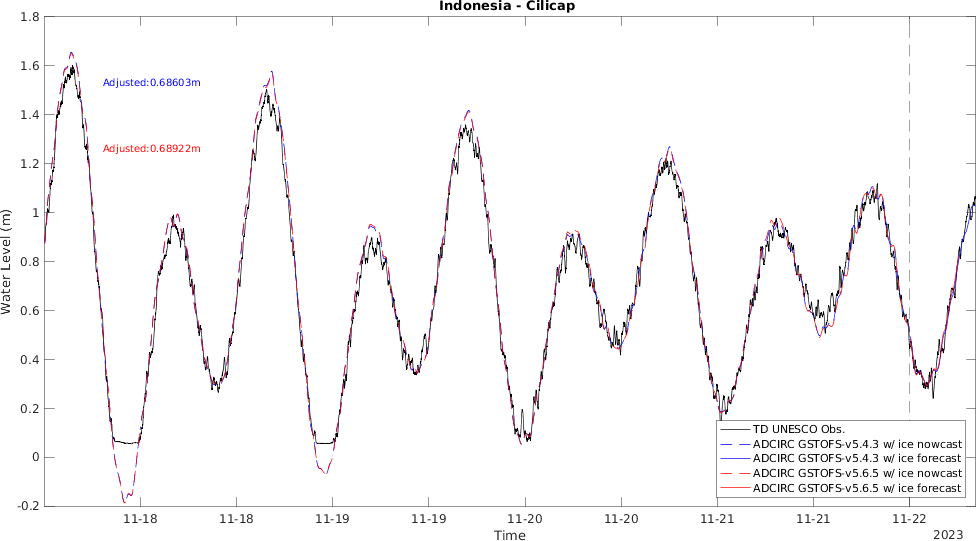 Indonesia - Cilicap
1.8
1.6
1.4
1.2
1
0.8
0.6
0.4
0.2
0
-0.2
Water Level (m)
Adjusted:0.68603m
Adjusted:0.68922m
TD UNESCO Obs.
ADCIRC GSTOFS-v5.4.3 w/ ice nowcast
ADCIRC GSTOFS-v5.4.3 w/ ice forecast
ADCIRC GSTOFS-v5.6.5 w/ ice nowcast
ADCIRC GSTOFS-v5.6.5 w/ ice forecast
11-18 11-18 11-19 11-19 11-20 11-20 11-21 11-21 11-22
Time
2023